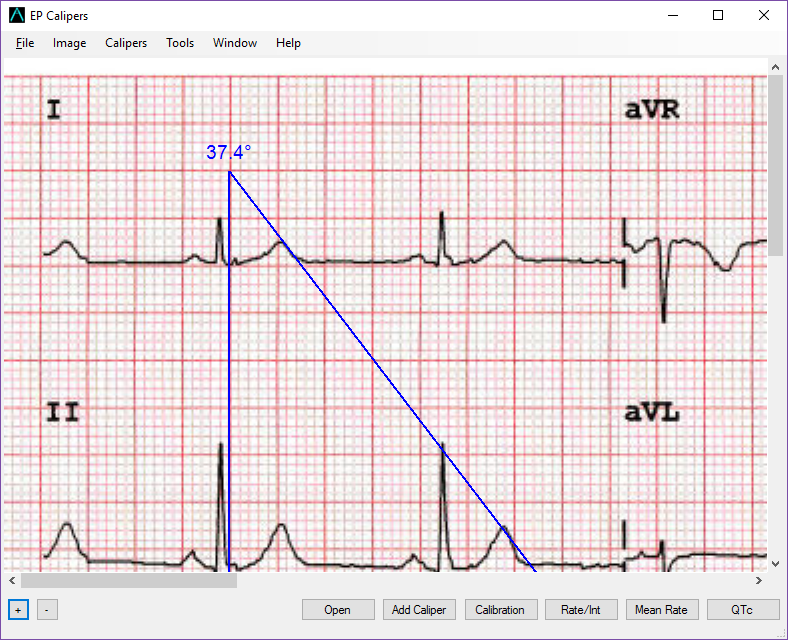 EP Calipers
File Image Calipers Tools Window Help
I aVR
37.4°
II aVL
+ - Open Add Caliper Calibration Rate/Int Mean Rate QTc